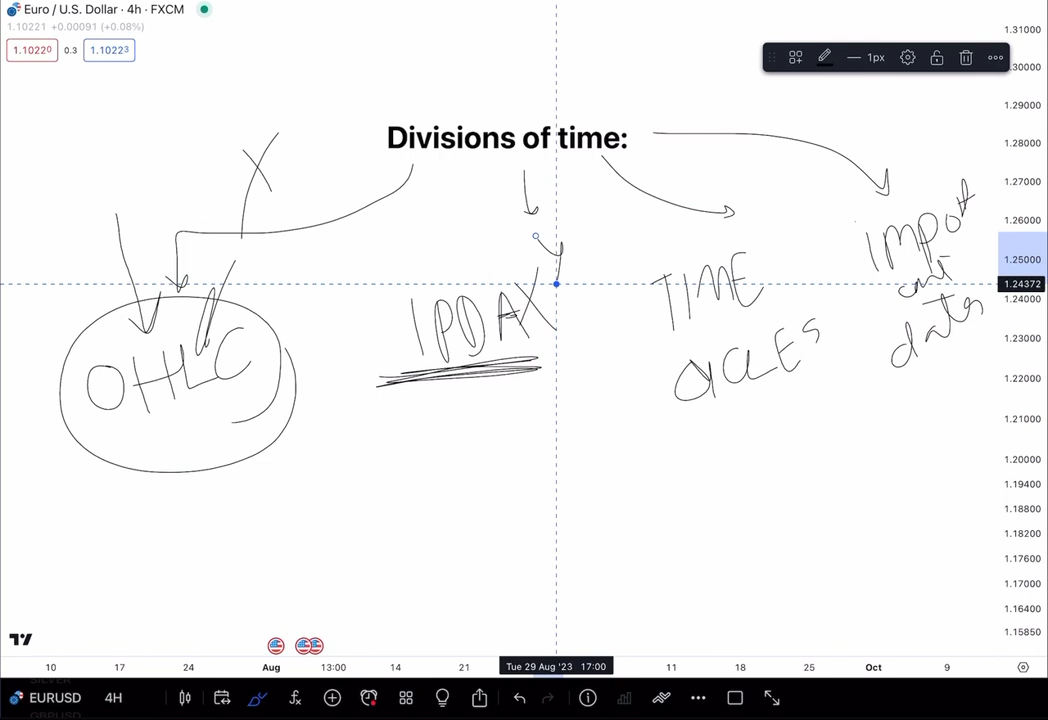 Euro / U.S. Dollar · 4h · FXCM
1.10221 +0.00091 (+0.08%)
1.10220 0.3 1.10223
1px
Divisions of time:
OHLC
IPDA
TIME
CYCLES
IMPORT
ant
dates
1.31000
1.30000
1.29000
1.28000
1.27000
1.26000
1.25000
1.24372
1.24000
1.23000
1.22000
1.21000
1.20000
1.19400
1.18800
1.18200
1.17600
1.17000
1.16400
1.15850
10 17 24 Aug 13:00 14 21 Tue 29 Aug '23 17:00 11 18 25 Oct 9
EURUSD 4H